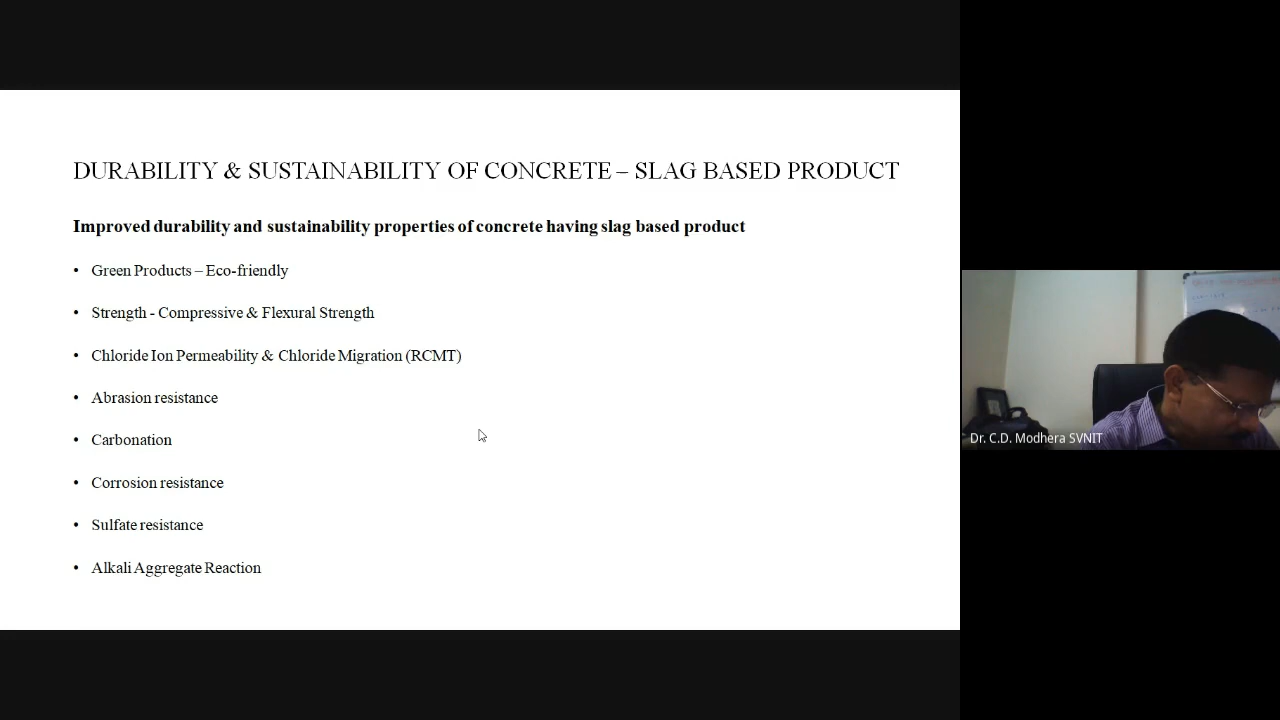 DURABILITY & SUSTAINABILITY OF CONCRETE – SLAG BASED PRODUCT
Improved durability and sustainability properties of concrete having slag based product
• Green Products – Eco-friendly
• Strength - Compressive & Flexural Strength
• Chloride Ion Permeability & Chloride Migration (RCMT)
• Abrasion resistance
• Carbonation
• Corrosion resistance
• Sulfate resistance
• Alkali Aggregate Reaction
Dr. C.D. Modhera SVNIT